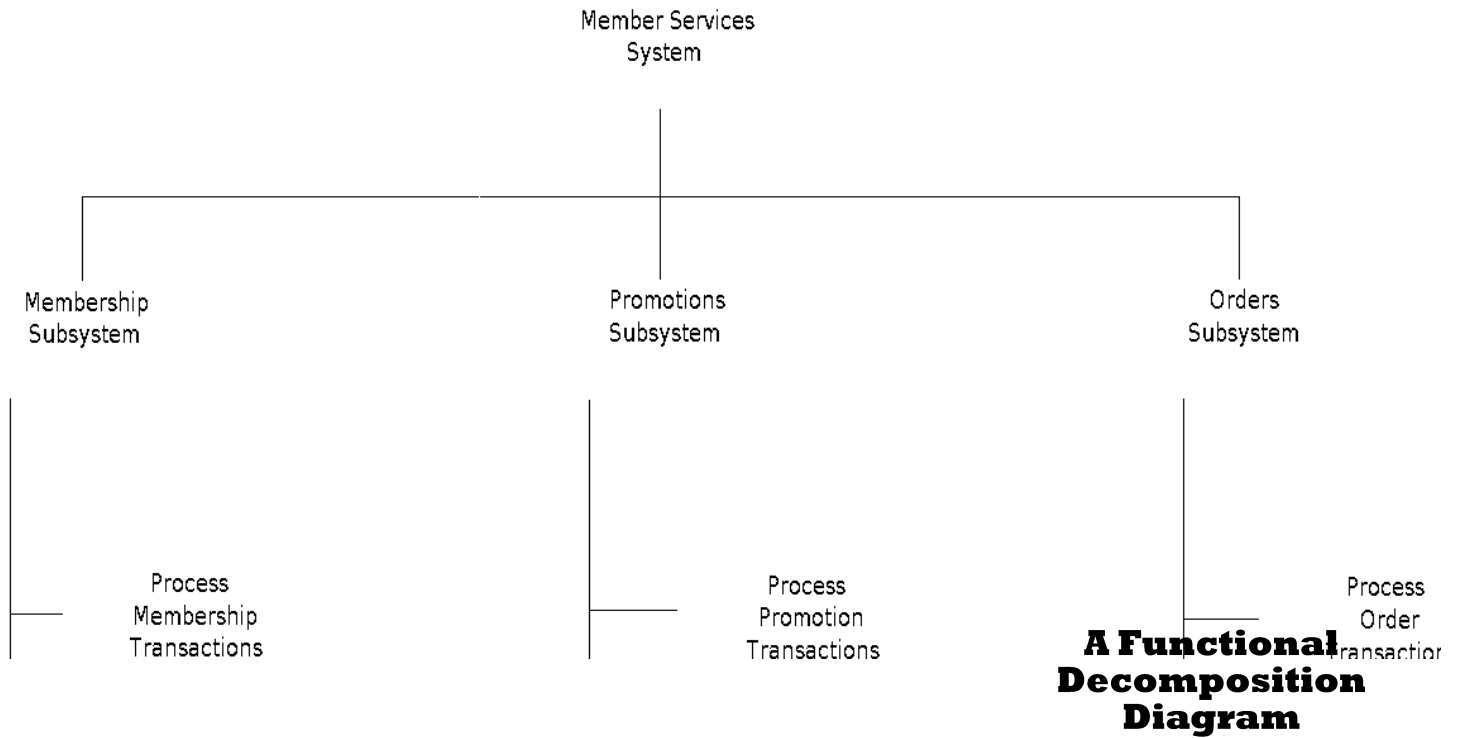 Member Services
System
Membership
Subsystem
Promotions
Subsystem
Orders
Subsystem
Process
Membership
Transactions
Process
Promotion
Transactions
Process
Order
A Functional
Decomposition
Diagram